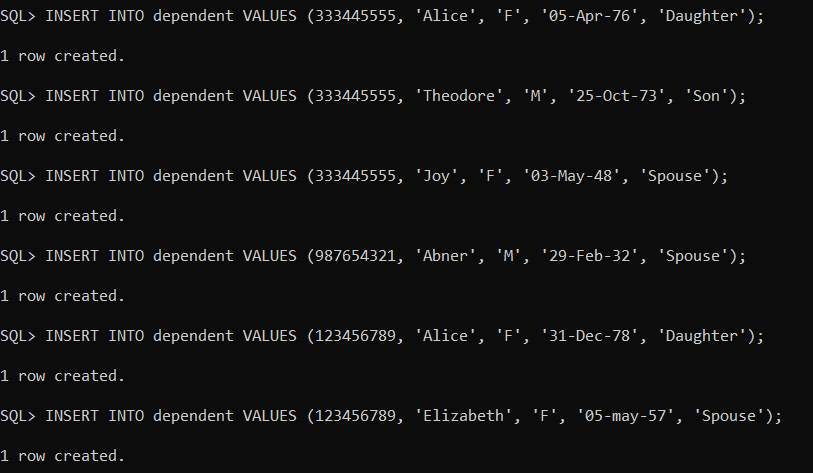 SQL> INSERT INTO dependent VALUES (333445555, 'Alice', 'F', '05-Apr-76', 'Daughter');
1 row created.
SQL> INSERT INTO dependent VALUES (333445555, 'Theodore', 'M', '25-Oct-73', 'Son');
1 row created.
SQL> INSERT INTO dependent VALUES (333445555, 'Joy', 'F', '03-May-48', 'Spouse');
1 row created.
SQL> INSERT INTO dependent VALUES (987654321, 'Abner', 'M', '29-Feb-32', 'Spouse');
1 row created.
SQL> INSERT INTO dependent VALUES (123456789, 'Alice', 'F', '31-Dec-78', 'Daughter');
1 row created.
SQL> INSERT INTO dependent VALUES (123456789, 'Elizabeth', 'F', '05-may-57', 'Spouse');
1 row created.